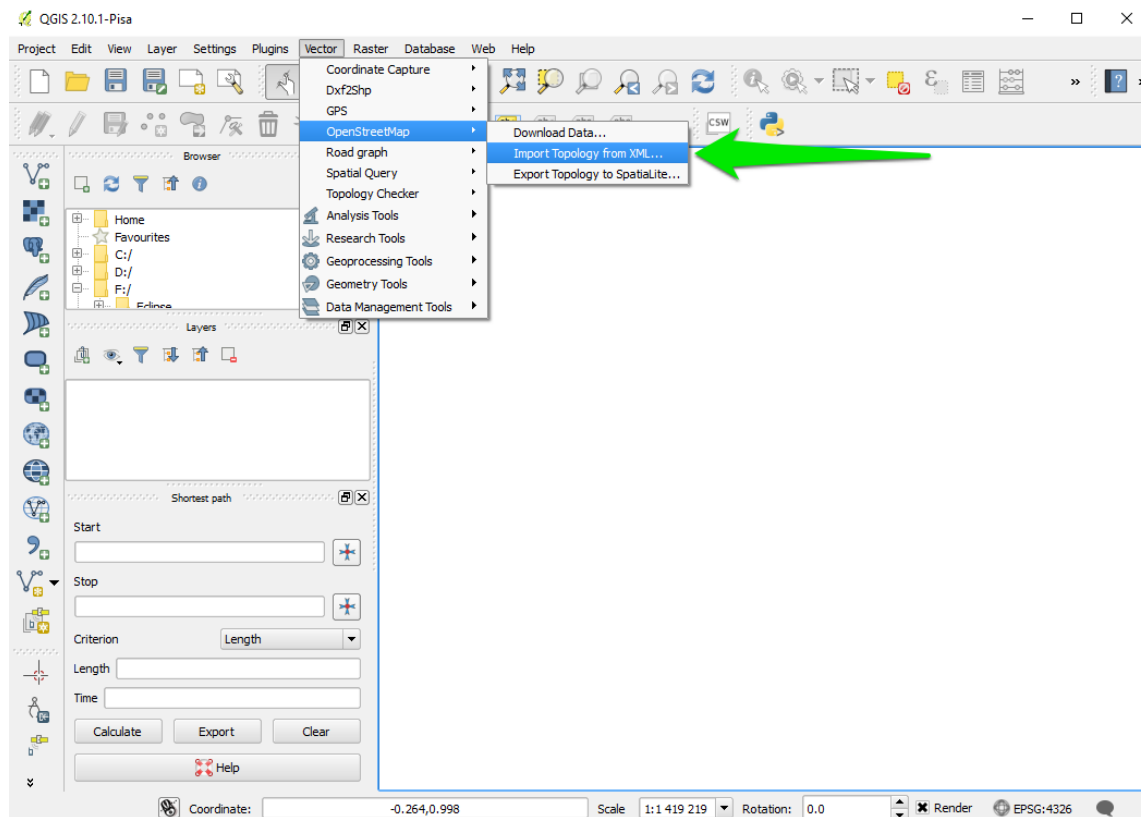 QGIS 2.10.1-Pisa
Project Edit View Layer Settings Plugins Vector Raster Database Web Help
Coordinate Capture
Dxf2Shp
GPS
OpenStreetMap
Road graph
Spatial Query
Topology Checker
Analysis Tools
Research Tools
Geoprocessing Tools
Geometry Tools
Data Management Tools
Download Data...
Import Topology from XML...
Export Topology to SpatiaLite...
CSW
Browser
Home
Favourites
C:/
D:/
F:/
Eclipse
Layers
Shortest path
Start
Stop
Criterion Length
Length
Time
Calculate Export Clear
Help
Coordinate: -0.264,0.998 Scale 1:1 419 219 Rotation: 0.0 Render EPSG:4326